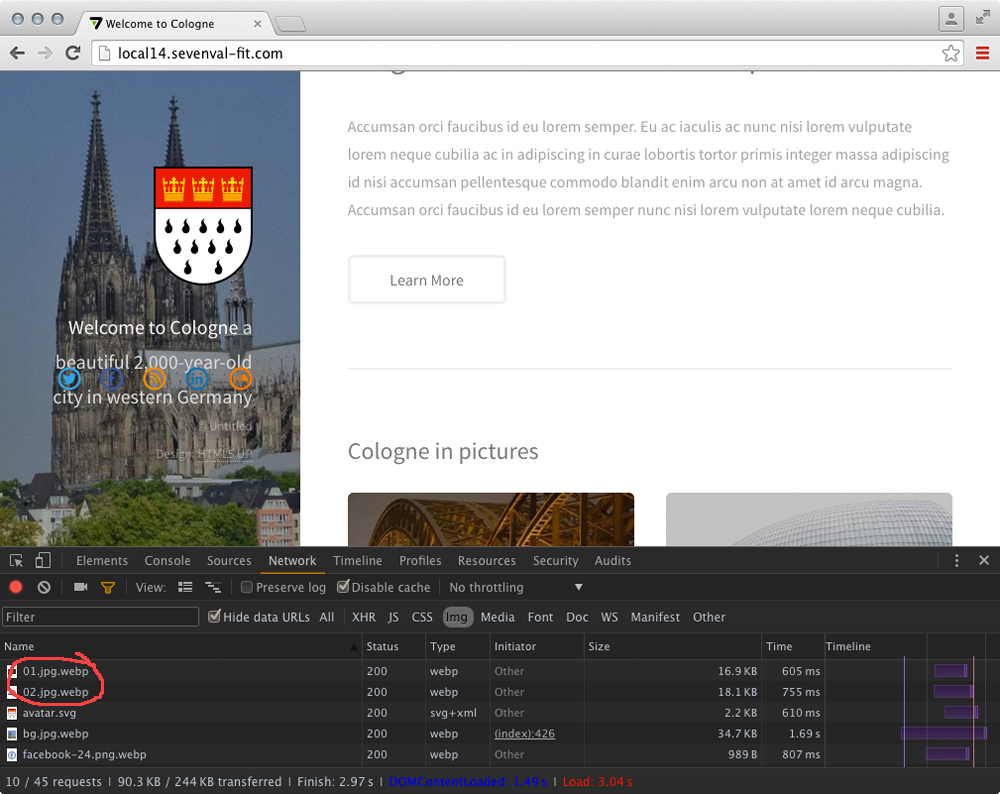 Welcome to Cologne
local14.sevenval-fit.com
Accumsan orci faucibus id eu lorem semper. Eu ac iaculis ac nunc nisi lorem vulputate
lorem neque cubilia ac in adipiscing in curae lobortis tortor primis integer massa adipiscing
id nisi accumsan pellentesque commodo blandit enim arcu non at amet id arcu magna.
Accumsan orci faucibus id eu lorem semper nunc nisi lorem vulputate lorem neque cubilia.
Learn More
Welcome to Cologne a
beautiful 2,000-year-old
city in western Germany
© Untitled
Design: HTML5 UP
Cologne in pictures
Elements Console Sources Network Timeline Profiles Resources Security Audits
View: Preserve log Disable cache No throttling
Filter Hide data URLs All XHR JS CSS Img Media Font Doc WS Manifest Other
Name Status Type Initiator Size Time Timeline
01.jpg.webp 200 webp Other 16.9 KB 605 ms
02.jpg.webp 200 webp Other 18.1 KB 755 ms
avatar.svg 200 svg+xml Other 2.2 KB 610 ms
bg.jpg.webp 200 webp (index):426 34.7 KB 1.69 s
facebook-24.png.webp 200 webp Other 989 B 807 ms
10 / 45 requests | 90.3 KB / 244 KB transferred | Finish: 2.97 s | DOMContentLoaded: 1.49 s | Load: 3.04 s